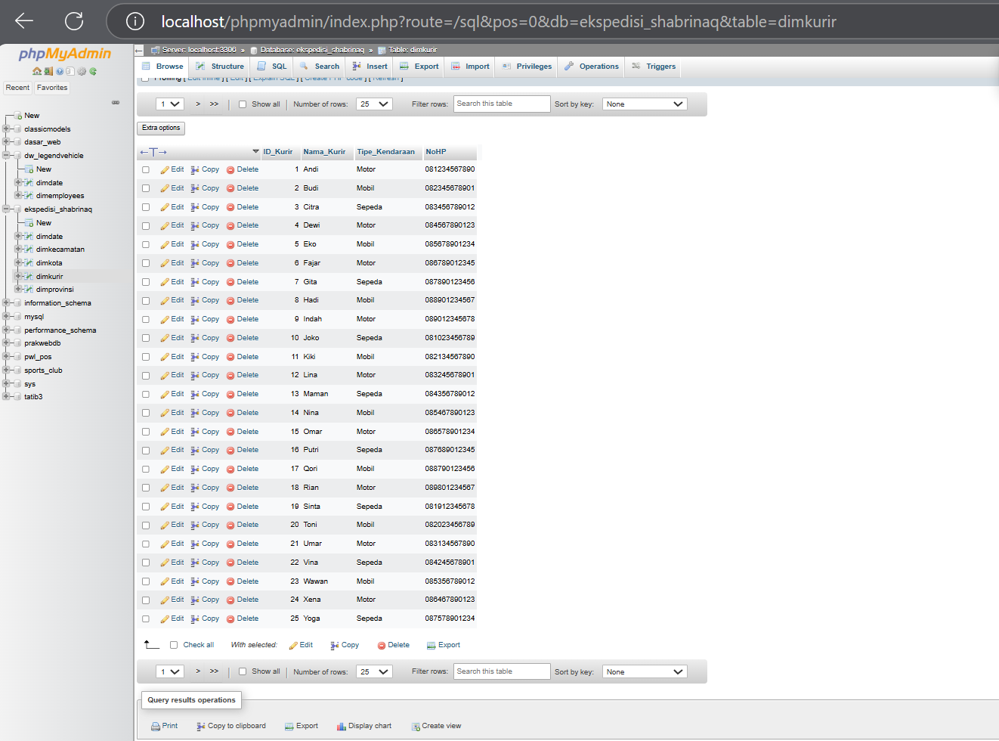 localhost/phpmyadmin/index.php?route=/sql&pos=0&db=ekspedisi_shabrinaq&table=dimkurir
phpMyAdmin
Recent Favorites
New
classicmodels
dasar_web
dw_legendvehicle
New
dimdate
dimemployees
ekspedisi_shabrinaq
New
dimdate
dimkecamatan
dimkota
dimkurir
dimprovinsi
information_schema
mysql
performance_schema
prakwebdb
pwl_pos
sports_club
sys
tatib3
Server: localhost:3306 » Database: ekspedisi_shabrinaq » Table: dimkurir
Browse Structure SQL Search Insert Export Import Privileges Operations Triggers
Profiling [ Edit inline ] [ Edit ] [ Explain SQL ] [ Create PHP code ] [ Refresh ]
1 > >> Show all Number of rows: 25 Filter rows: Search this table Sort by key: None
Extra options
←T→ ID_Kurir Nama_Kurir Tipe_Kendaraan NoHP
Edit Copy Delete 1 Andi Motor 081234567890
Edit Copy Delete 2 Budi Mobil 082345678901
Edit Copy Delete 3 Citra Sepeda 083456789012
Edit Copy Delete 4 Dewi Motor 084567890123
Edit Copy Delete 5 Eko Mobil 085678901234
Edit Copy Delete 6 Fajar Motor 086789012345
Edit Copy Delete 7 Gita Sepeda 087890123456
Edit Copy Delete 8 Hadi Mobil 088901234567
Edit Copy Delete 9 Indah Motor 089012345678
Edit Copy Delete 10 Joko Sepeda 081023456789
Edit Copy Delete 11 Kiki Mobil 082134567890
Edit Copy Delete 12 Lina Motor 083245678901
Edit Copy Delete 13 Maman Sepeda 084356789012
Edit Copy Delete 14 Nina Mobil 085467890123
Edit Copy Delete 15 Omar Motor 086578901234
Edit Copy Delete 16 Putri Sepeda 087689012345
Edit Copy Delete 17 Qori Mobil 088790123456
Edit Copy Delete 18 Rian Motor 089801234567
Edit Copy Delete 19 Sinta Sepeda 081912345678
Edit Copy Delete 20 Toni Mobil 082023456789
Edit Copy Delete 21 Umar Motor 083134567890
Edit Copy Delete 22 Vina Sepeda 084245678901
Edit Copy Delete 23 Wawan Mobil 085356789012
Edit Copy Delete 24 Xena Motor 086467890123
Edit Copy Delete 25 Yoga Sepeda 087578901234
Check all With selected: Edit Copy Delete Export
1 > >> Show all Number of rows: 25 Filter rows: Search this table Sort by key: None
Query results operations
Print Copy to clipboard Export Display chart Create view